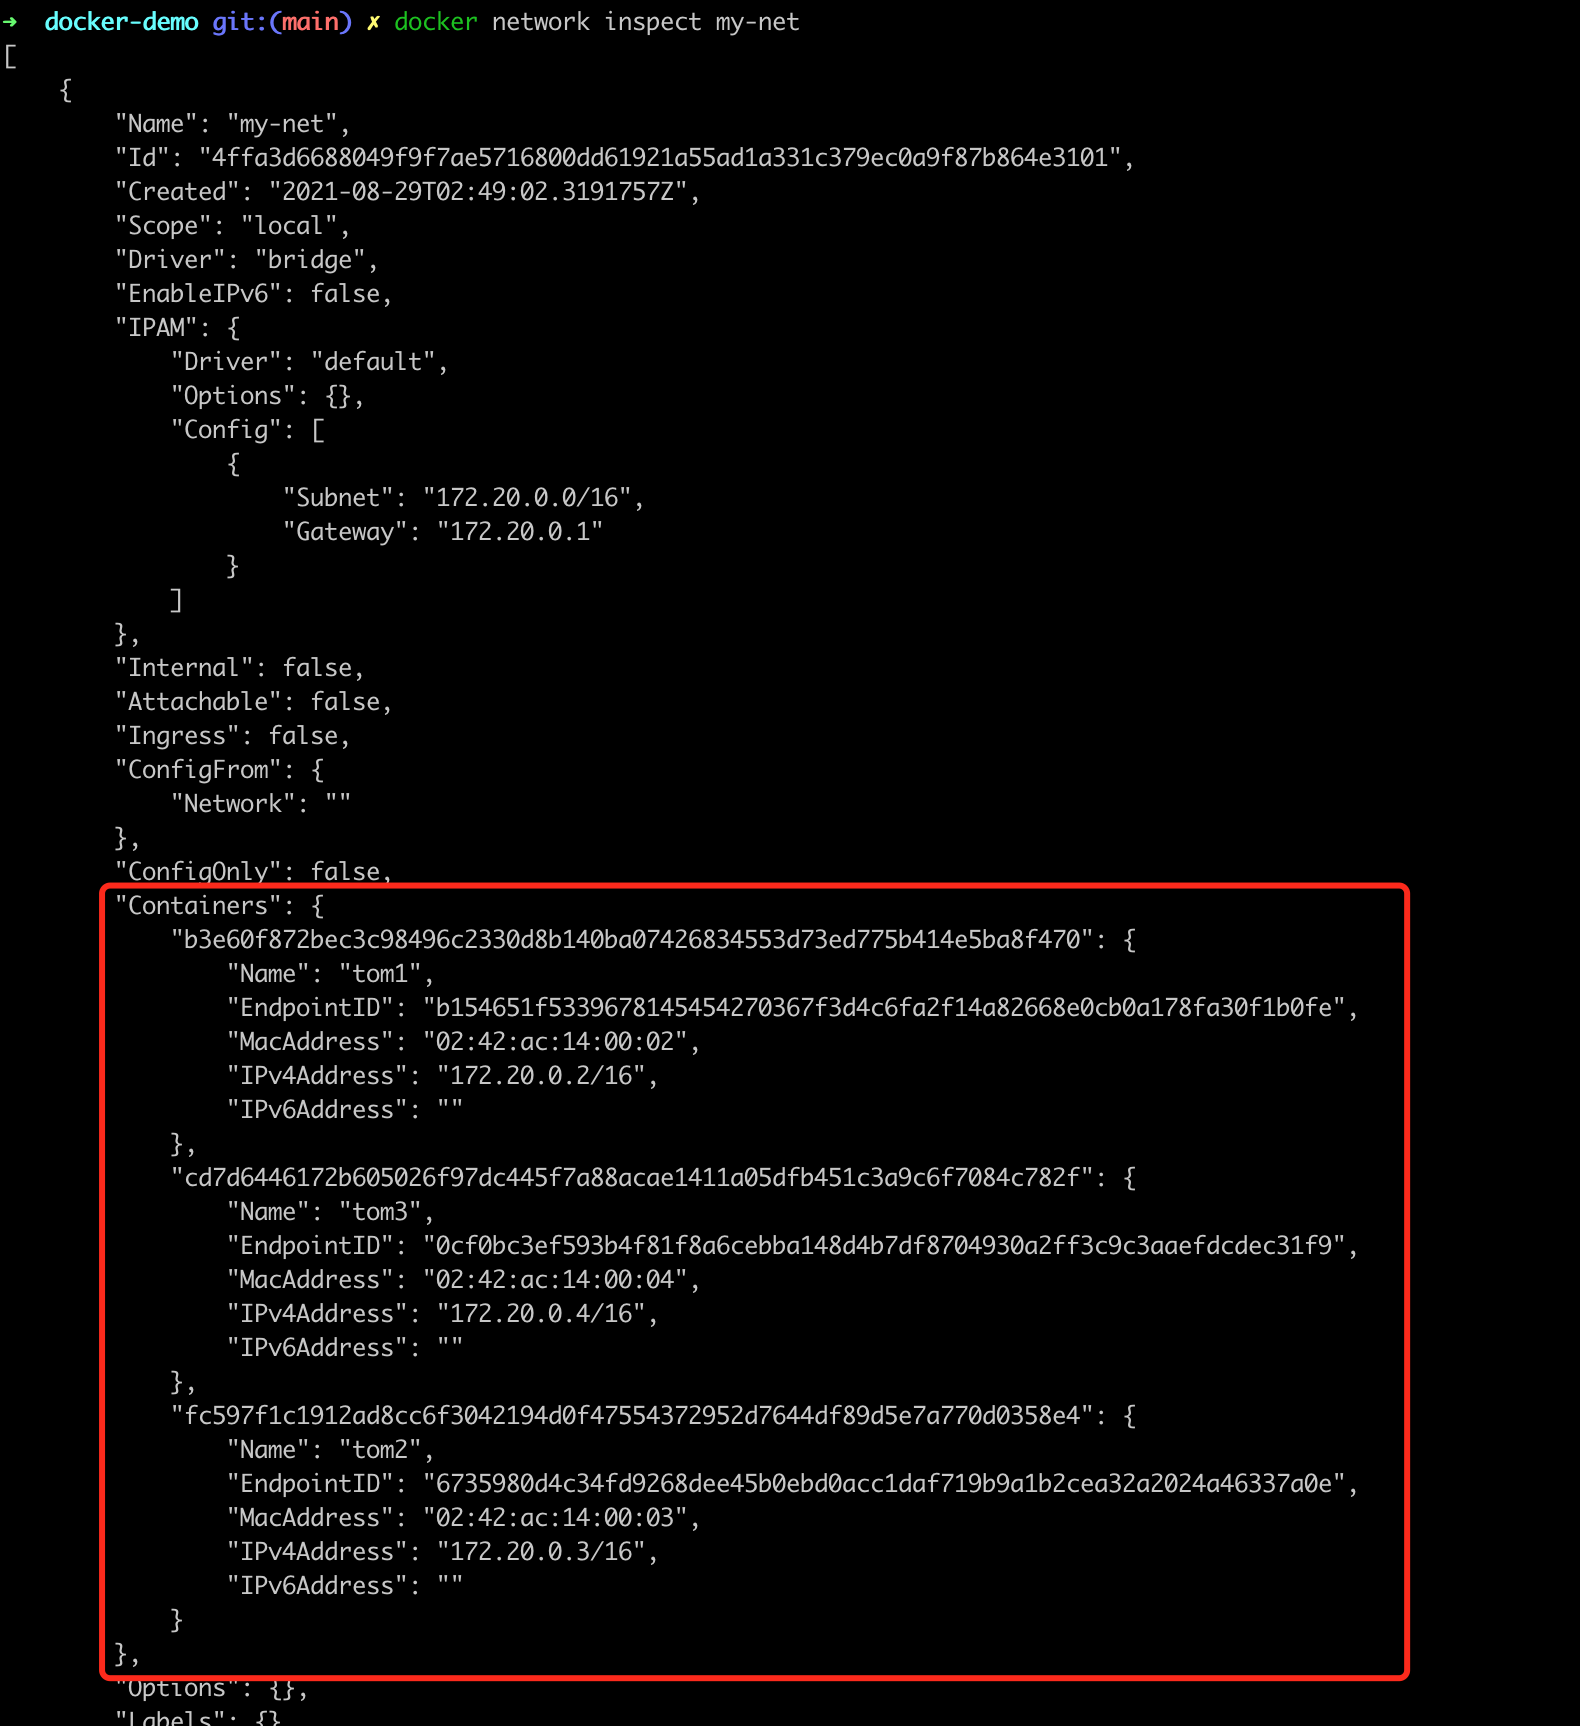 ➜  docker-demo git:(main) ✗ docker network inspect my-net
[
    {
        "Name": "my-net",
        "Id": "4ffa3d6688049f9f7ae5716800dd61921a55ad1a331c379ec0a9f87b864e3101",
        "Created": "2021-08-29T02:49:02.3191757Z",
        "Scope": "local",
        "Driver": "bridge",
        "EnableIPv6": false,
        "IPAM": {
            "Driver": "default",
            "Options": {},
            "Config": [
                {
                    "Subnet": "172.20.0.0/16",
                    "Gateway": "172.20.0.1"
                }
            ]
        },
        "Internal": false,
        "Attachable": false,
        "Ingress": false,
        "ConfigFrom": {
            "Network": ""
        },
        "ConfigOnly": false,
        "Containers": {
            "b3e60f872bec3c98496c2330d8b140ba07426834553d73ed775b414e5ba8f470": {
                "Name": "tom1",
                "EndpointID": "b154651f5339678145454270367f3d4c6fa2f14a82668e0cb0a178fa30f1b0fe",
                "MacAddress": "02:42:ac:14:00:02",
                "IPv4Address": "172.20.0.2/16",
                "IPv6Address": ""
            },
            "cd7d6446172b605026f97dc445f7a88acae1411a05dfb451c3a9c6f7084c782f": {
                "Name": "tom3",
                "EndpointID": "0cf0bc3ef593b4f81f8a6cebba148d4b7df8704930a2ff3c9c3aaefdcdec31f9",
                "MacAddress": "02:42:ac:14:00:04",
                "IPv4Address": "172.20.0.4/16",
                "IPv6Address": ""
            },
            "fc597f1c1912ad8cc6f3042194d0f47554372952d7644df89d5e7a770d0358e4": {
                "Name": "tom2",
                "EndpointID": "6735980d4c34fd9268dee45b0ebd0acc1daf719b9a1b2cea32a2024a46337a0e",
                "MacAddress": "02:42:ac:14:00:03",
                "IPv4Address": "172.20.0.3/16",
                "IPv6Address": ""
            }
        },
        "Options": {},
        "Labels": {}